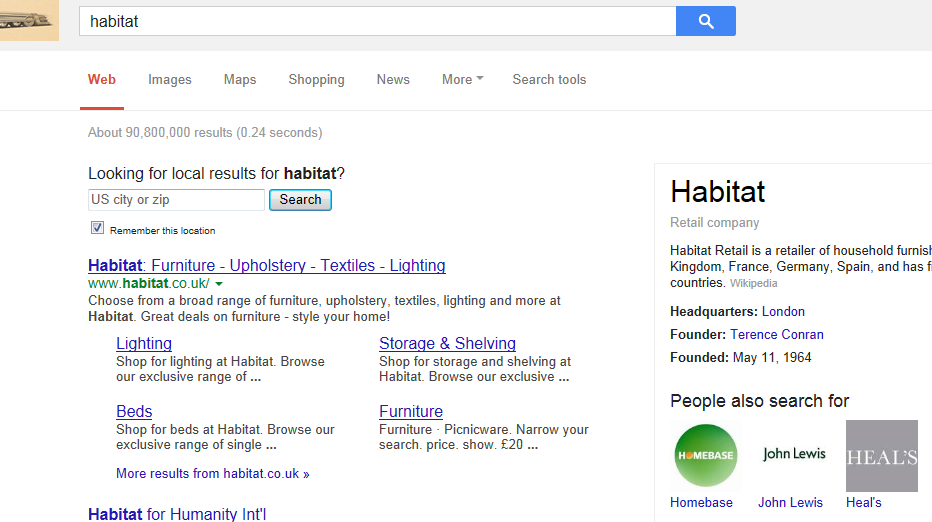 habitat
Web Images Maps Shopping News More Search tools
About 90,800,000 results (0.24 seconds)
Looking for local results for habitat?
US city or zip Search
Remember this location
Habitat: Furniture - Upholstery - Textiles - Lighting
www.habitat.co.uk/
Choose from a broad range of furniture, upholstery, textiles, lighting and more at
Habitat. Great deals on furniture - style your home!
Lighting
Shop for lighting at Habitat. Browse
our exclusive range of ...
Storage & Shelving
Shop for storage and shelving at
Habitat. Browse our exclusive ...
Beds
Shop for beds at Habitat. Browse our
exclusive range of single ...
Furniture
Furniture · Picnicware. Narrow your
search. price. show. £20 ...
More results from habitat.co.uk »
Habitat for Humanity Int'l
Habitat
Retail company
Habitat Retail is a retailer of household furnish
Kingdom, France, Germany, Spain, and has f
countries. Wikipedia
Headquarters: London
Founder: Terence Conran
Founded: May 11, 1964
People also search for
HOMEBASE John Lewis HEAL'S
Homebase John Lewis Heal's